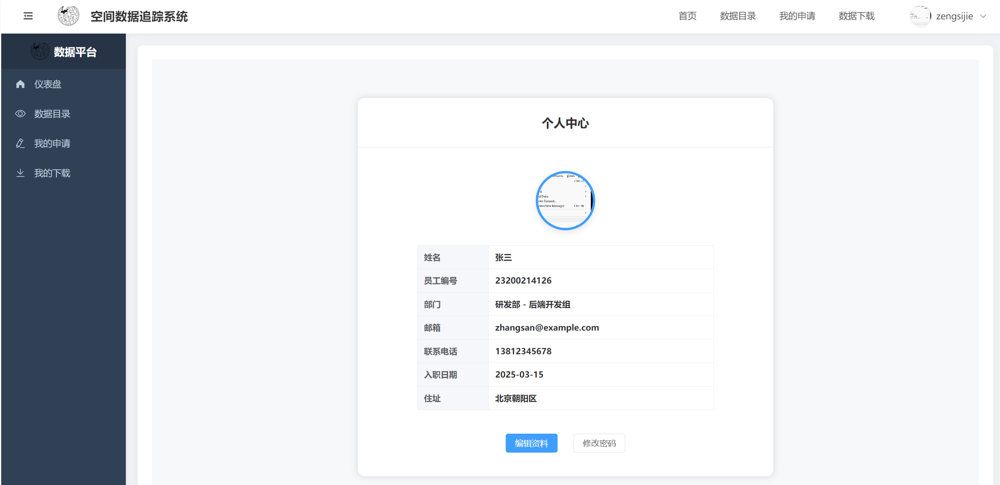 空间数据追踪系统
首页 数据目录 我的申请 数据下载 zengsijie
数据平台
仪表盘
数据目录
我的申请
我的下载
个人中心
Views
Ctrl+O
d Data
ote Dataset...
nnection Manager Ctrl+W
姓名 张三
员工编号 23200214126
部门 研发部 - 后端开发组
邮箱 zhangsan@example.com
联系电话 13812345678
入职日期 2025-03-15
住址 北京朝阳区
编辑资料 修改密码